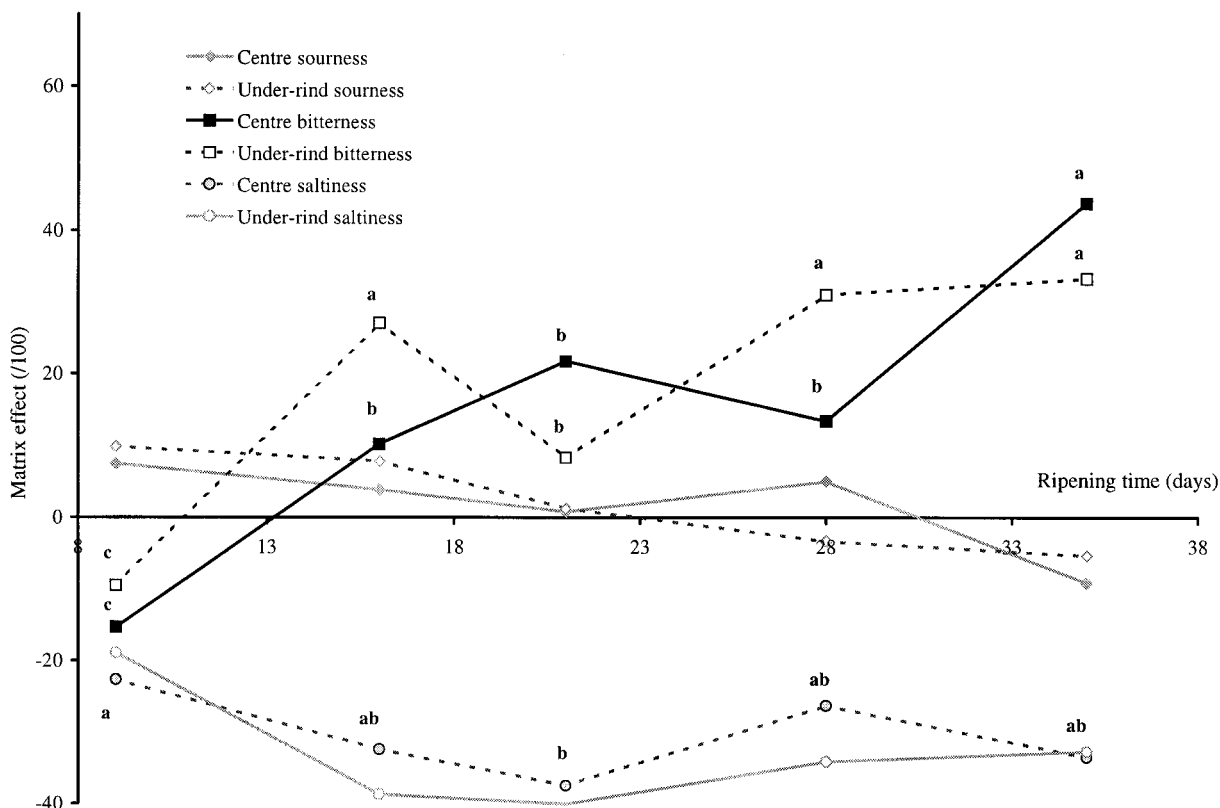 Centre sourness
Under-rind sourness
Centre bitterness
Under-rind bitterness
Centre saltiness
Under-rind saltiness
60
40
20
0
-20
-40
Matrix effect (/100)
Ripening time (days)
8 13 18 23 28 33 38
a
a
a
a
b
b
b
b
c
c
a
ab
b
ab
ab